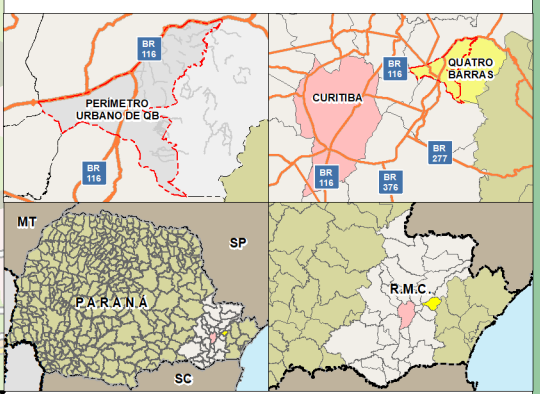 BR
116
PERÍMETRO
URBANO DE QB
BR
116
BR
116
QUATRO
BARRAS
CURITIBA
BR
277
BR
116
BR
376
MT
SP
PARANÁ
SC
R.M.C.